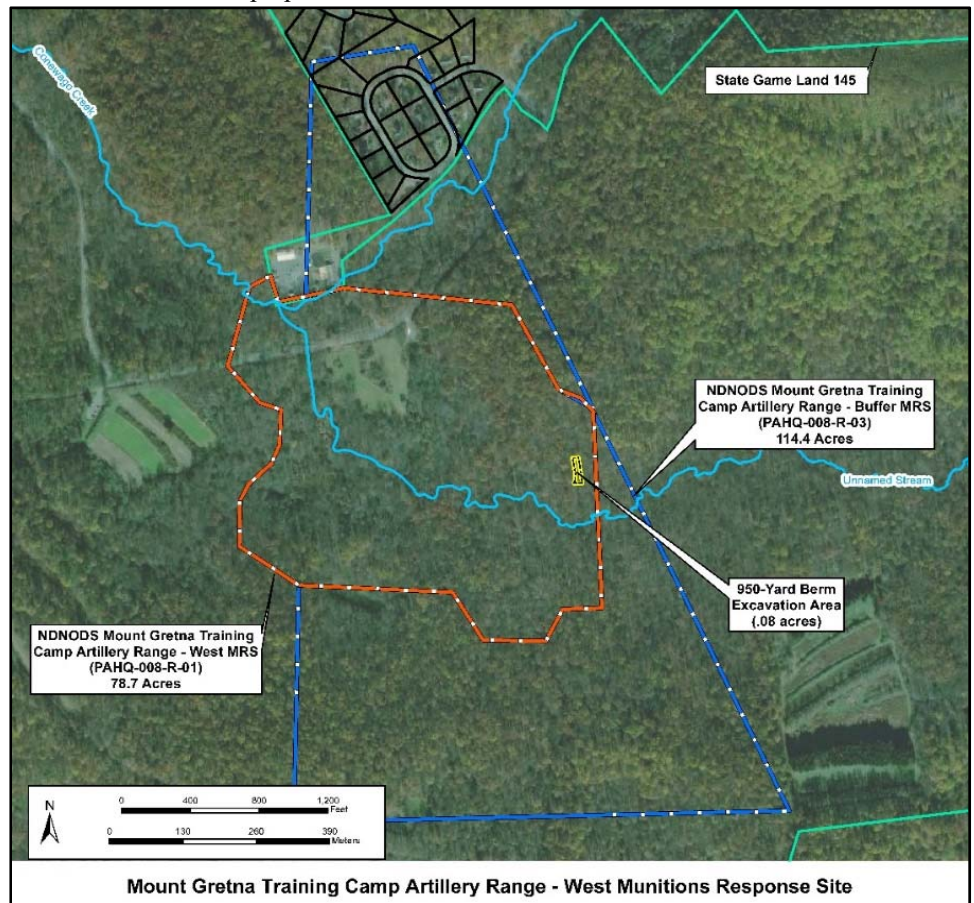 Conewago Creek
State Game Land 145
NDNODS Mount Gretna Training
Camp Artillery Range - Buffer MRS
(PAHQ-008-R-03)
114.4 Acres
Unnamed Stream
950-Yard Berm
Excavation Area
(.08 acres)
NDNODS Mount Gretna Training
Camp Artillery Range - West MRS
(PAHQ-008-R-01)
78.7 Acres
N
0 400 800 1,200
Feet
0 130 260 390
Meters
Mount Gretna Training Camp Artillery Range - West Munitions Response Site